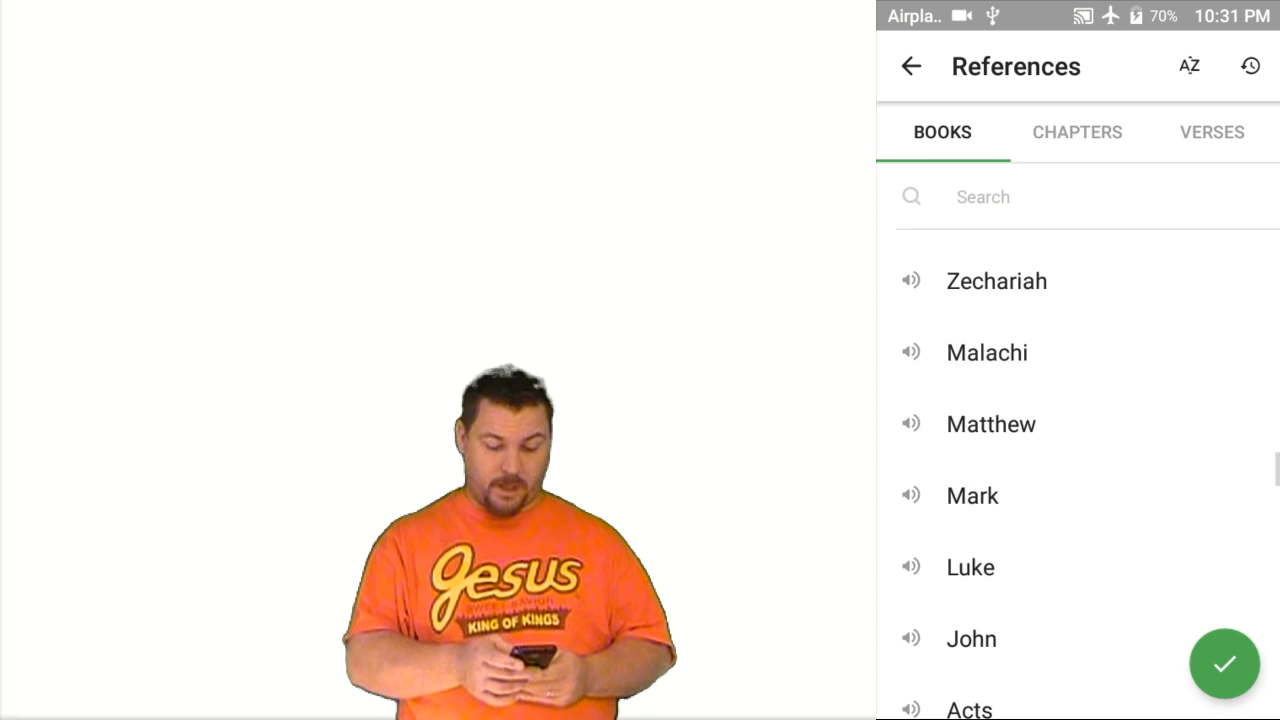 Airpla..
70%
10:31 PM
References
AZ
BOOKS
CHAPTERS
VERSES
Search
Zechariah
Malachi
Matthew
Mark
Luke
John
Acts
Jesus
KING OF KINGS